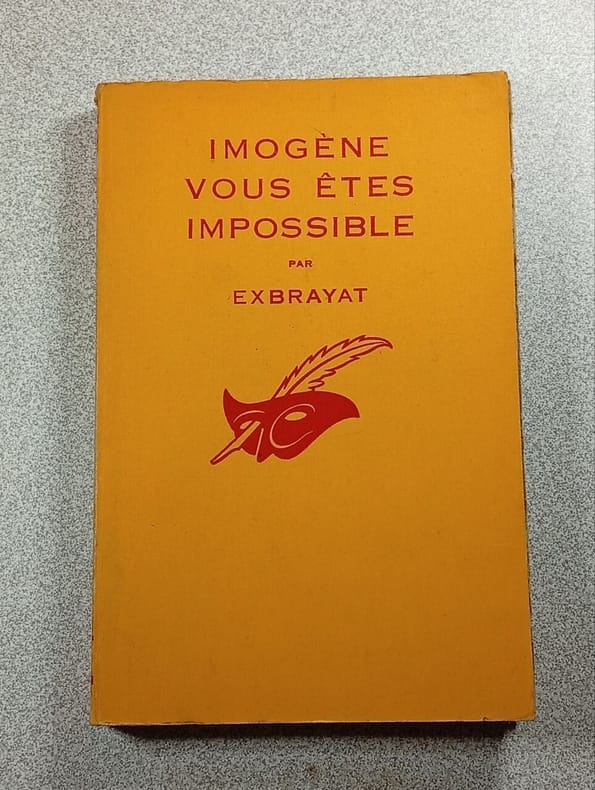 IMOGÈNE
VOUS ÊTES
IMPOSSIBLE
PAR
EXBRAYAT